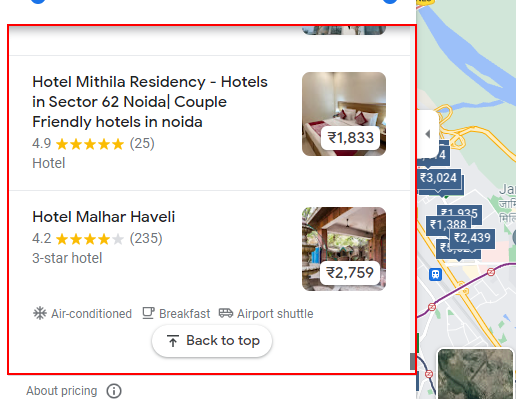 Hotel Mithila Residency - Hotels
in Sector 62 Noida| Couple
Friendly hotels in noida
4.9 (25)
Hotel
₹1,833
Hotel Malhar Haveli
4.2 (235)
3-star hotel
₹2,759
Air-conditioned Breakfast Airport shuttle
Back to top
About pricing
₹3,024
₹1,935
₹1,388
₹2,439